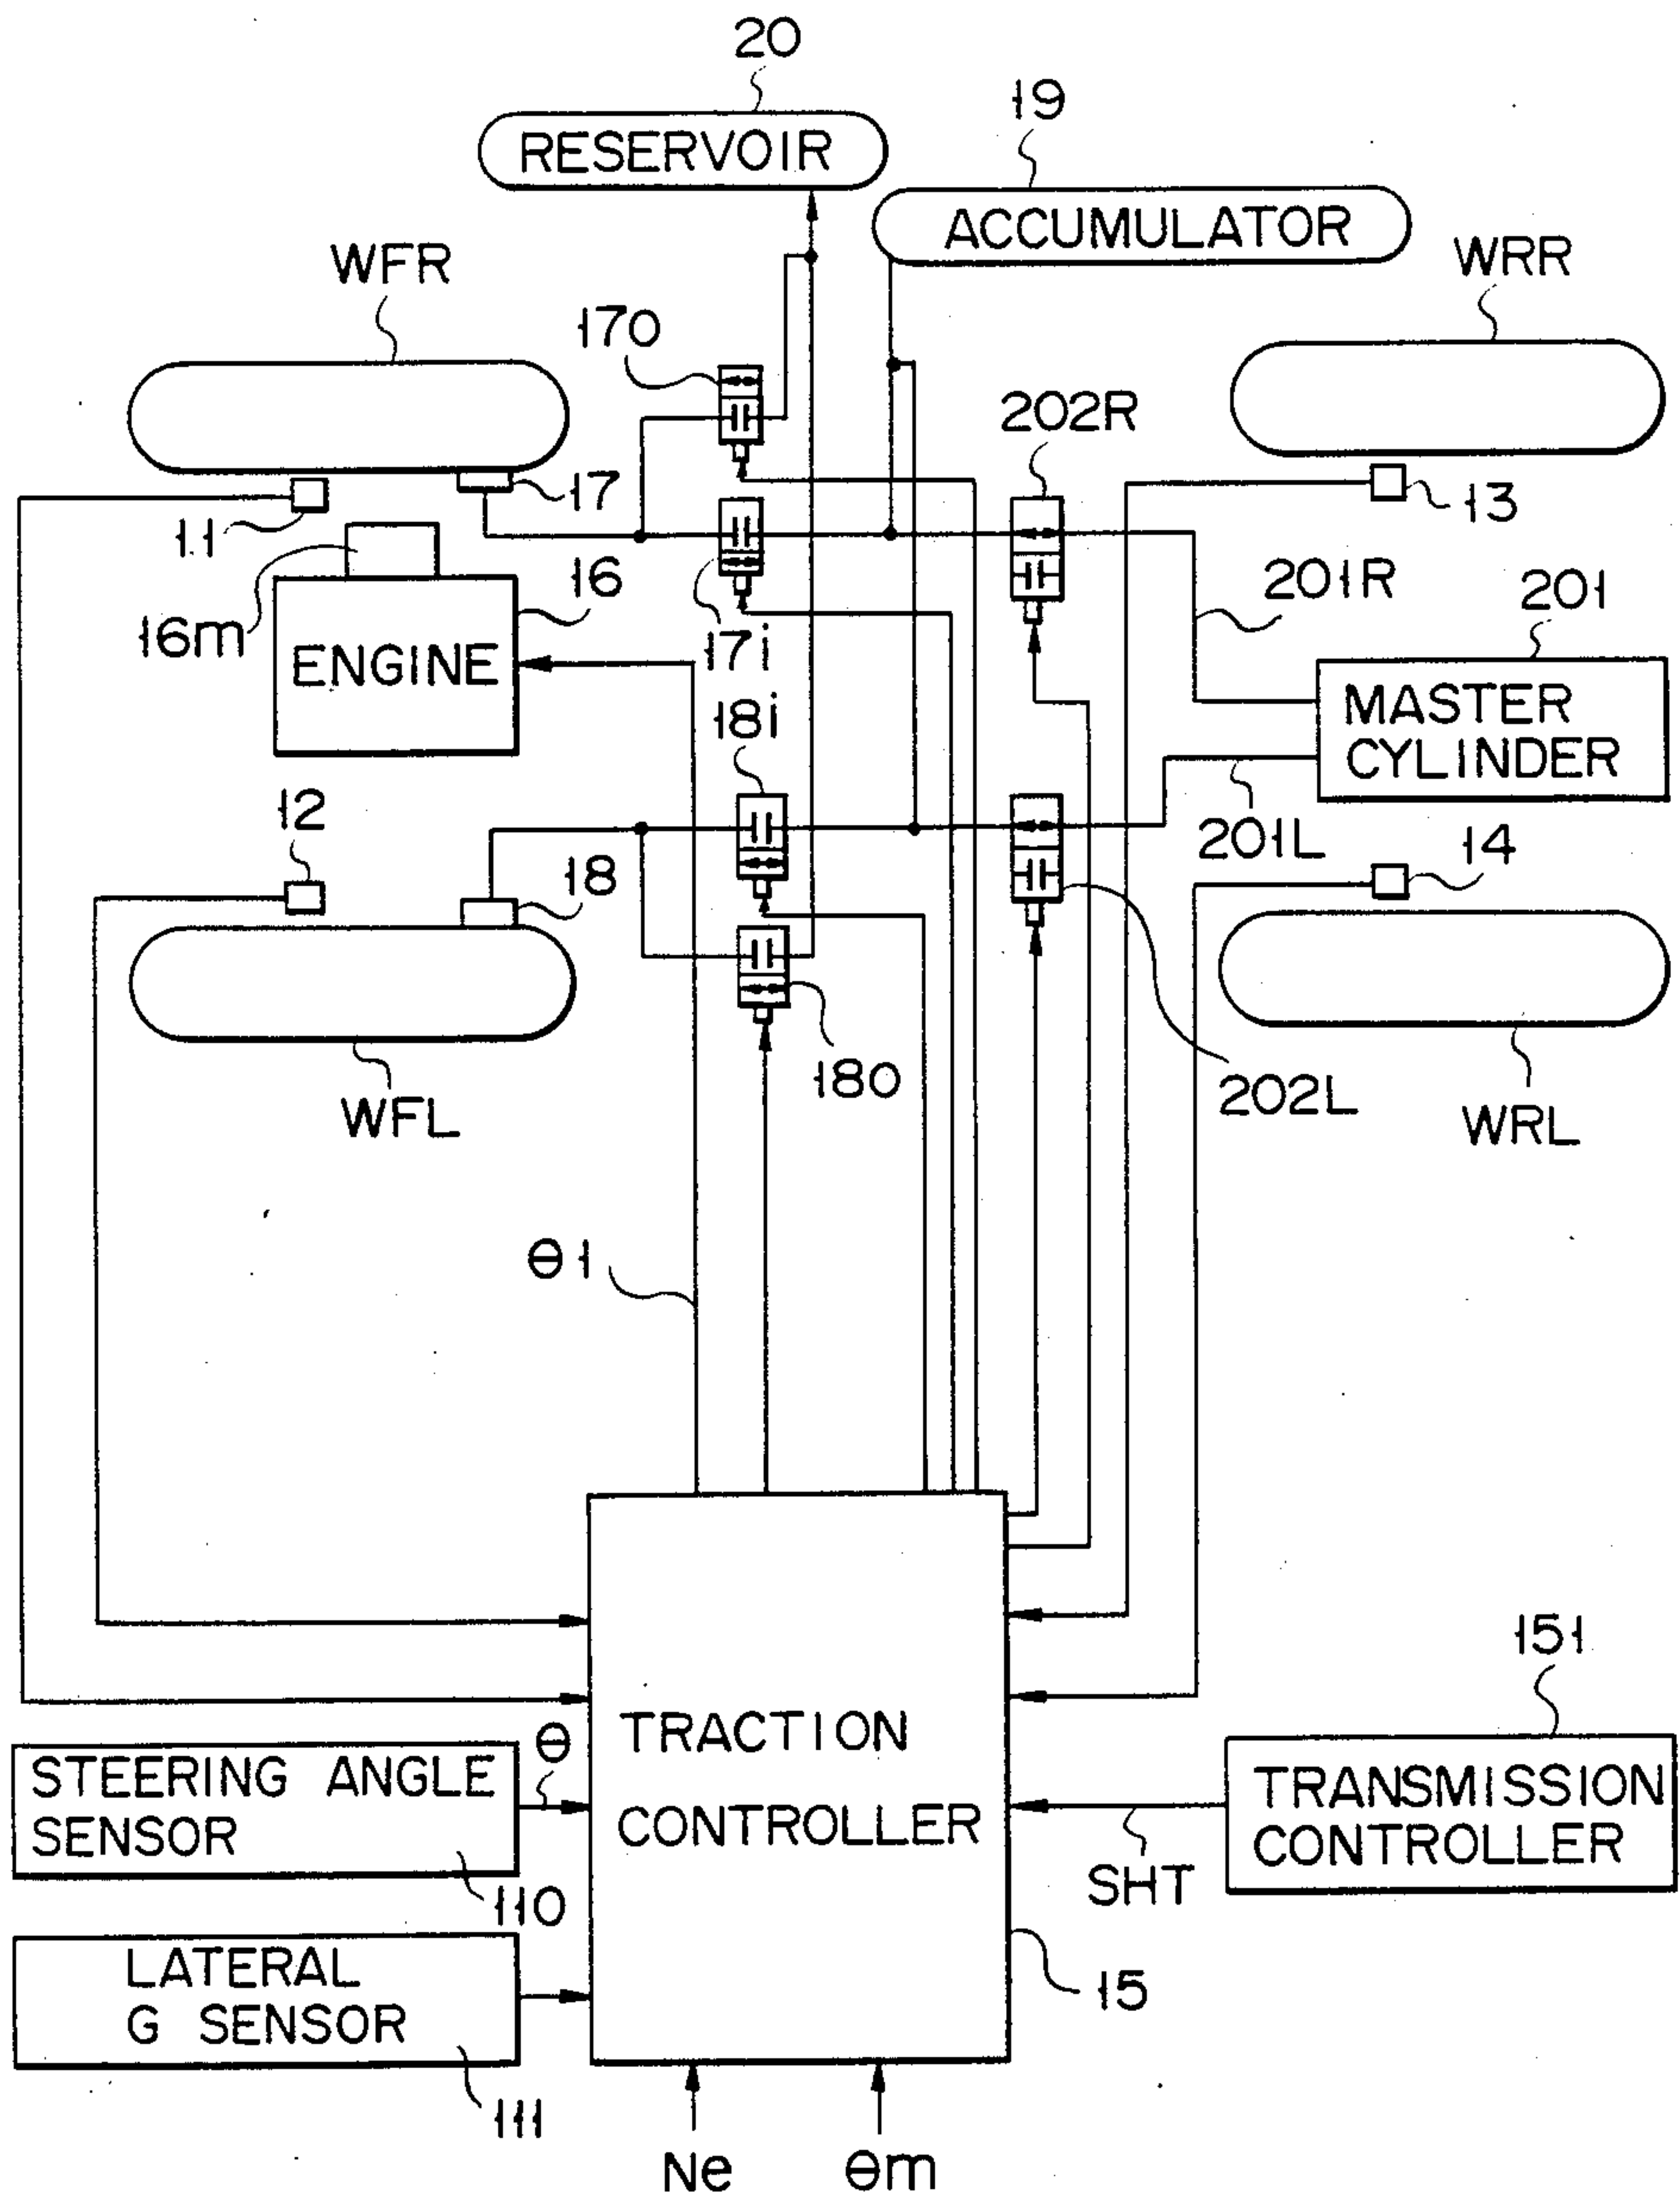 20
RESERVOIR
19
ACCUMULATOR
WFR
WRR
170
202R
17
11
13
16m
16
ENGINE
17i
201R
201
MASTER
CYLINDER
18i
12
18
201L
14
WFL
180
202L
WRL
θ1
151
TRACTION
CONTROLLER
STEERING ANGLE
SENSOR
θ
110
TRANSMISSION
CONTROLLER
SHT
LATERAL
G SENSOR
15
111
Ne
θm